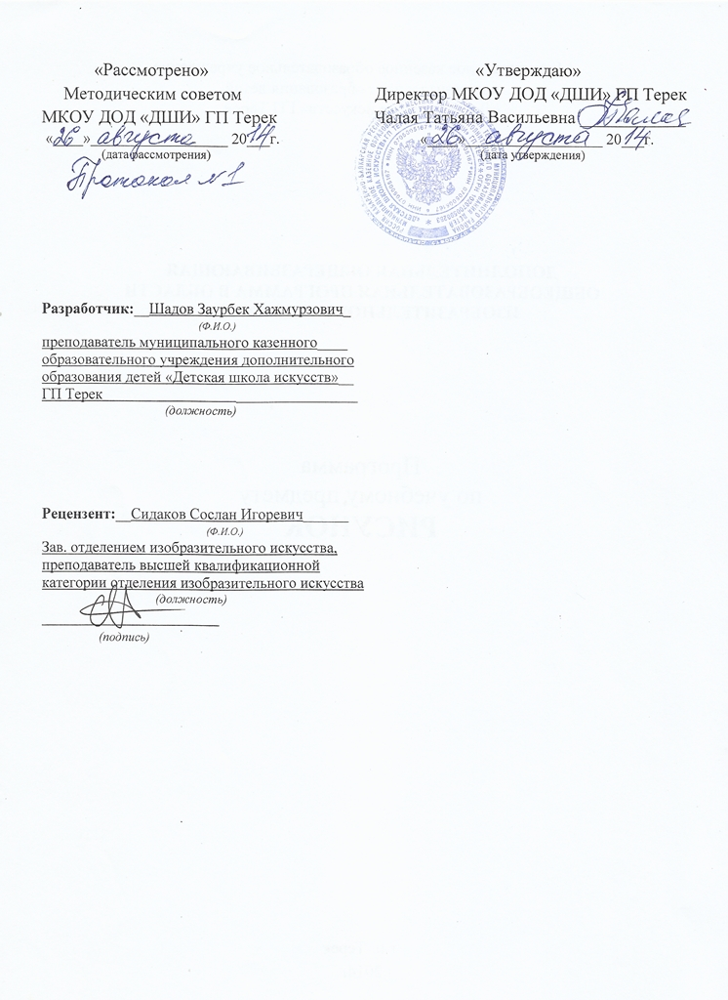 «Рассмотрено»
Методическим советом
МКОУ ДОД «ДШИ» ГП Терек
«26» августа 2014г.
(дата рассмотрения)
Протокол №1
«Утверждаю»
Директор МКОУ ДОД «ДШИ» ГП Терек
Чалая Татьяна Васильевна
«26» августа 2014г.
(дата утверждения)
Разработчик: Шадов Заурбек Хажмурзович
(Ф.И.О.)
преподаватель муниципального казенного
образовательного учреждения дополнительного
образования детей «Детская школа искусств»
ГП Терек
(должность)
Рецензент: Сидаков Сослан Игоревич
(Ф.И.О.)
Зав. отделением изобразительного искусства,
преподаватель высшей квалификационной
категории отделения изобразительного искусства
(должность)
(подпись)